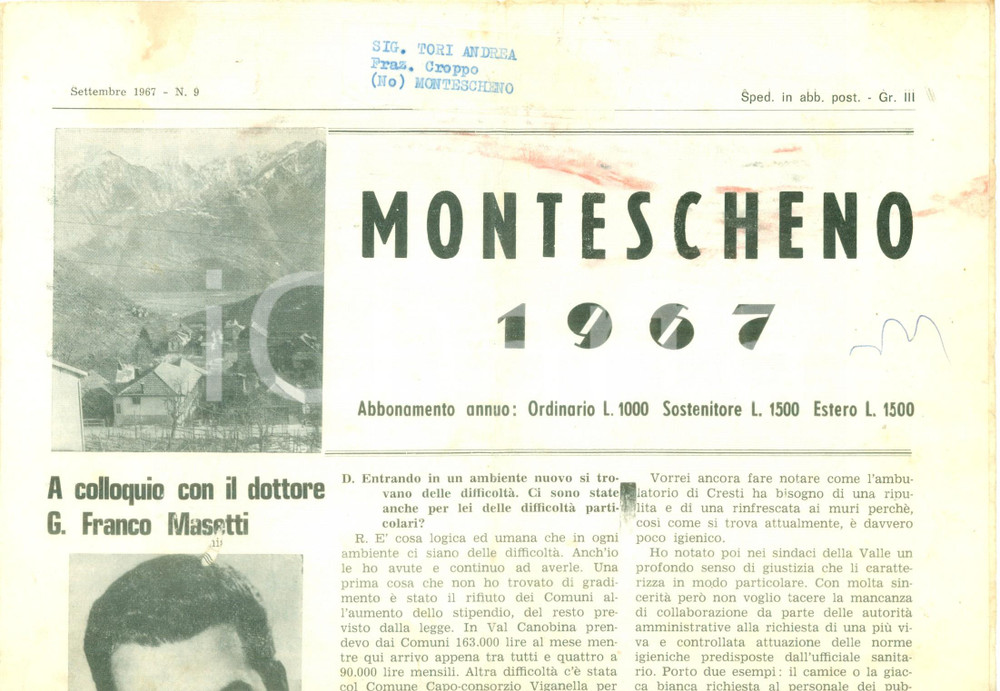 SIG. TORI ANDREA
Fraz. Croppo
(No) MONTESCHENO
Settembre 1967 - N. 9
Sped. in abb. post. - Gr. III
MONTESCHENO
1967
Abbonamento annuo: Ordinario L. 1000 Sostenitore L. 1500 Estero L. 1500
A colloquio con il dottore
G. Franco Masetti
D. Entrando in un ambiente nuovo si tro-
vano delle difficoltà. Ci sono state
anche per lei delle difficoltà parti-
colari?
R. E' cosa logica ed umana che in ogni
ambiente ci siano delle difficoltà. Anch'io
le ho avute e continuo ad averle. Una
prima cosa che non ho trovato di gradi-
mento è stato il rifiuto dei Comuni al-
l'aumento dello stipendio, del resto pre-
visto dalla legge. In Val Canobina pren-
devo dai Comuni 163.000 lire al mese men-
tre qui arrivo appena tra tutti e quattro a
90.000 lire mensili. Altra difficoltà c'è stata
col Comune Capo-consorzio Viganella per
Vorrei ancora fare notare come l'ambu-
latorio di Cresti ha bisogno di una ripu-
lita e di una rinfrescata ai muri perchè,
così come si trova attualmente, è davvero
poco igienico.
Ho notato poi nei sindaci della Valle un
profondo senso di giustizia che li caratte-
rizza in modo particolare. Con molta sin-
cerità però non voglio tacere la mancanza
di collaborazione da parte delle autorità
amministrative alla richiesta di una più vi-
va e controllata attuazione delle norme
igieniche predisposte dall'ufficiale sanita-
rio. Porto due esempi: il camice o la giac-
ca bianca richiesta al personale dei pub-